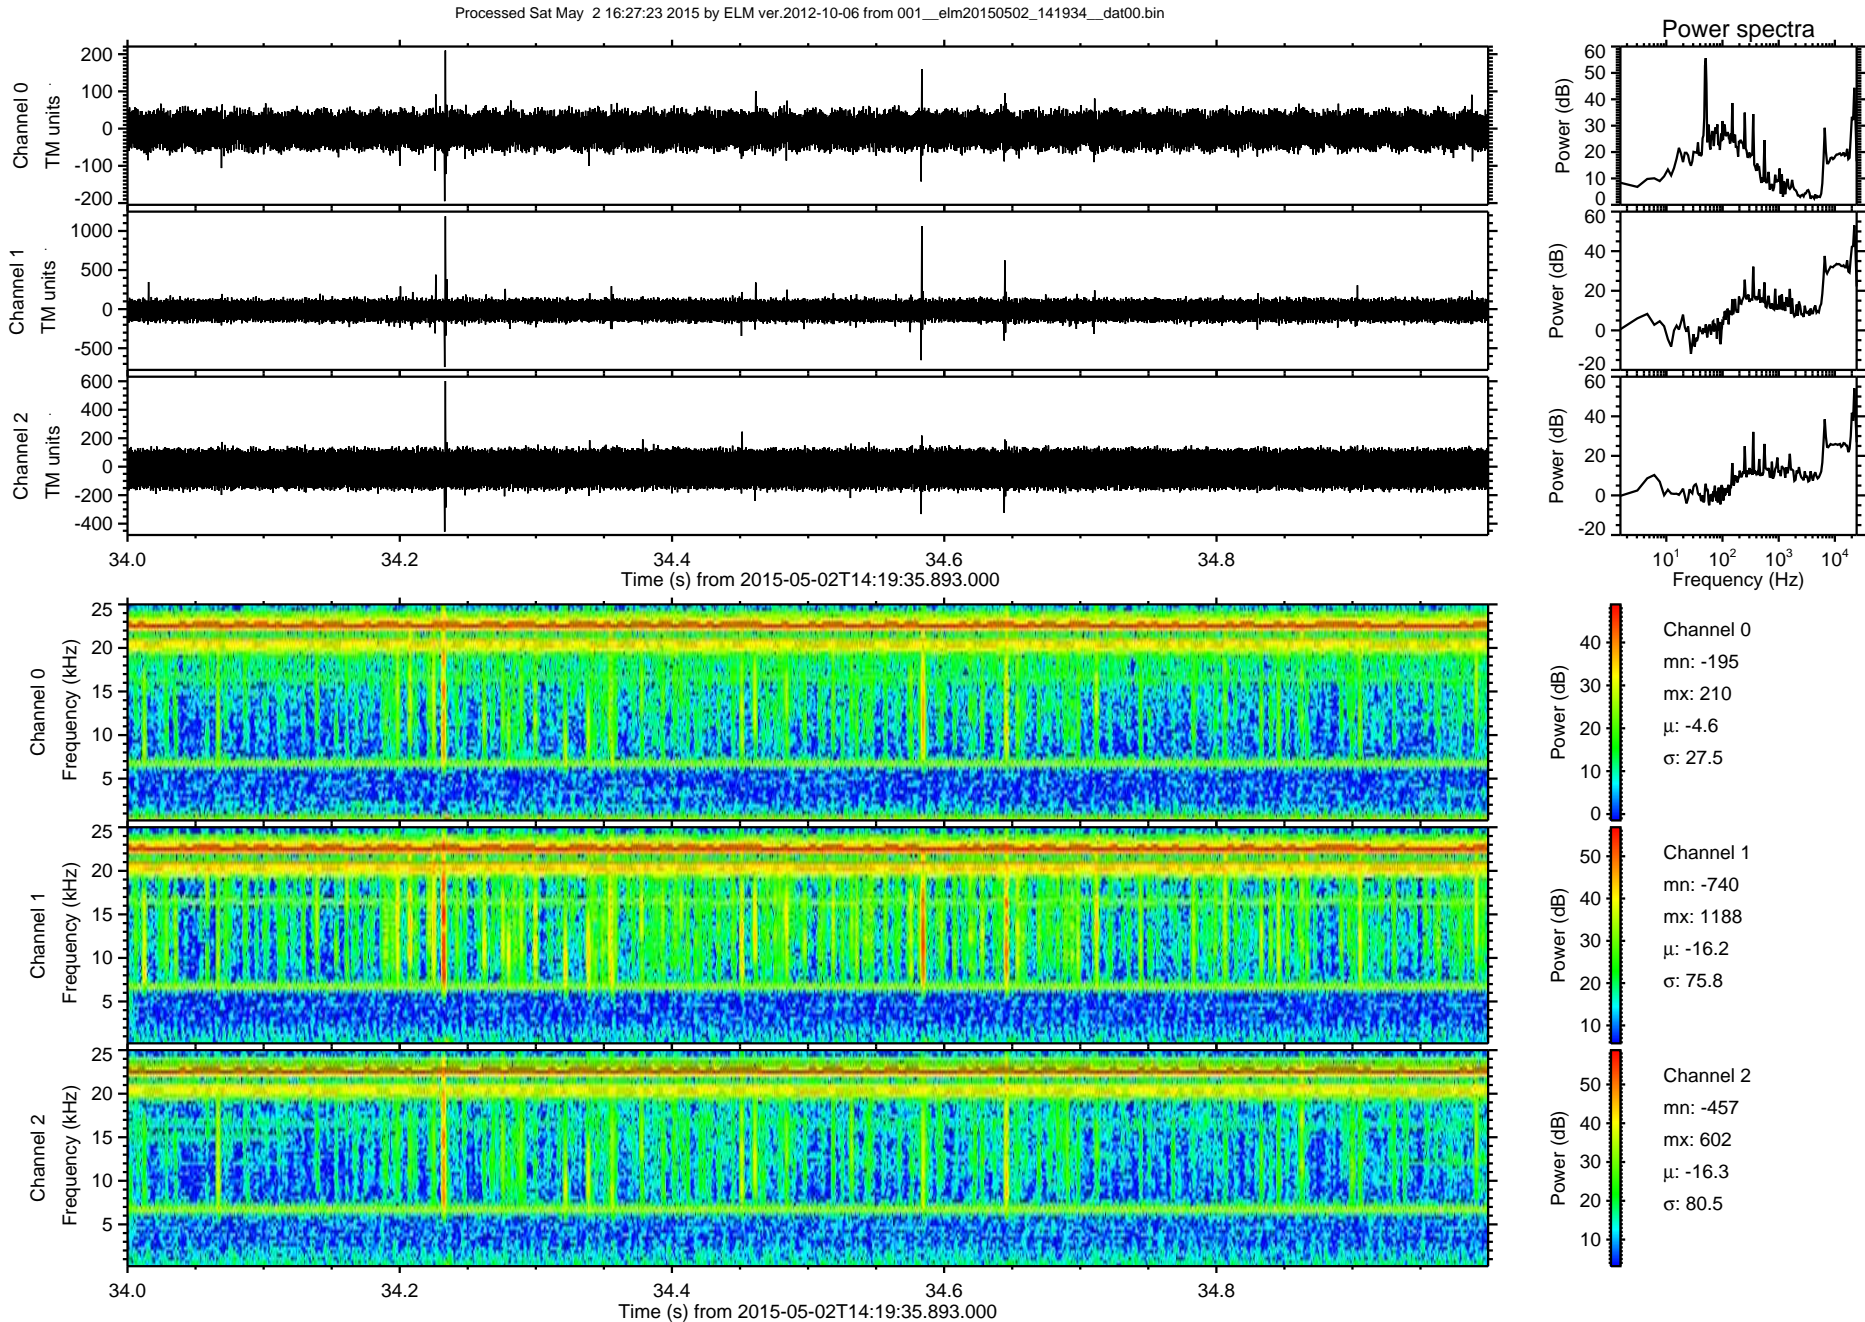 Processed Sat May  2 16:27:23 2015 by ELM ver.2012-10-06 from 001__elm20150502_141934__dat00.bin
Power spectra
Channel 0
TM units
200
100
0
-100
-200
Power (dB)
60
50
40
30
20
10
0
Channel 1
TM units
1000
500
0
-500
Power (dB)
60
40
20
0
-20
Channel 2
TM units
600
400
200
0
-200
-400
Power (dB)
60
40
20
0
-20
34.0 34.2 34.4 34.6 34.8
Time (s) from 2015-05-02T14:19:35.893.000
10^1 10^2 10^3 10^4
Frequency (Hz)
Channel 0
Frequency (kHz)
25
20
15
10
5
Power (dB)
40
30
20
10
0
Channel 0
mn: -195
mx: 210
μ: -4.6
σ: 27.5
Channel 1
Frequency (kHz)
25
20
15
10
5
Power (dB)
50
40
30
20
10
Channel 1
mn: -740
mx: 1188
μ: -16.2
σ: 75.8
Channel 2
Frequency (kHz)
25
20
15
10
5
Power (dB)
50
40
30
20
10
Channel 2
mn: -457
mx: 602
μ: -16.3
σ: 80.5
34.0 34.2 34.4 34.6 34.8
Time (s) from 2015-05-02T14:19:35.893.000